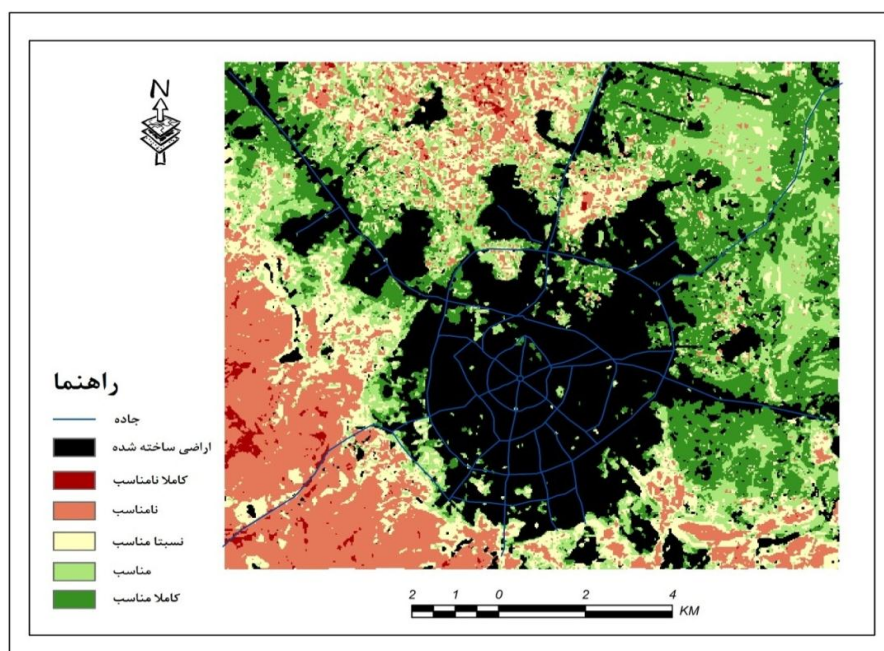 N
راهنما
جاده
اراضی ساخته شده
کاملا نامناسب
نامناسب
نسبتا مناسب
مناسب
کاملا مناسب
2 1 0 2 4
KM